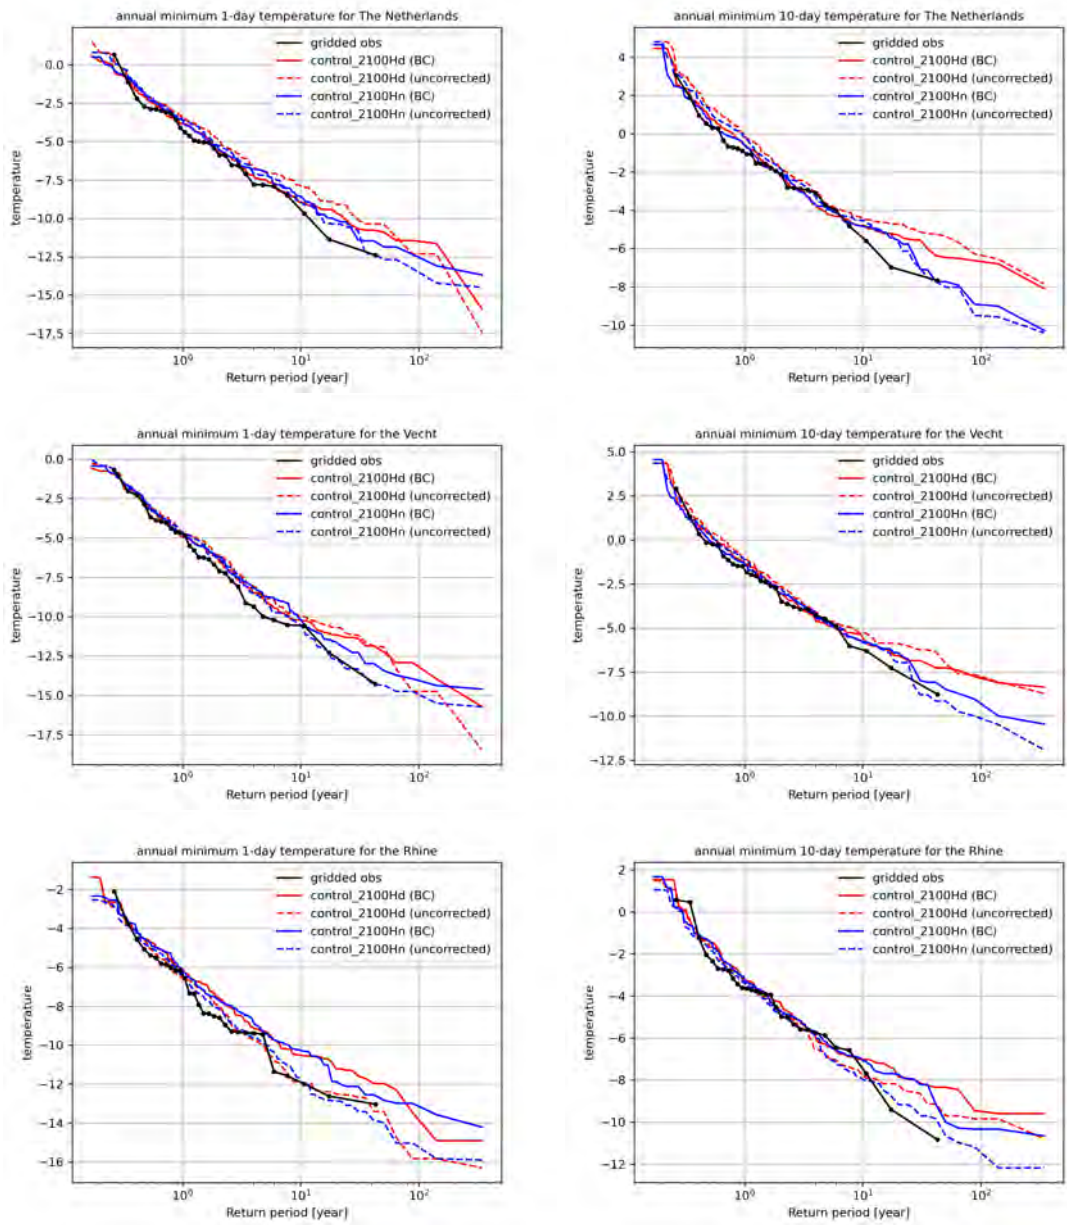 annual minimum 1-day temperature for The Netherlands
gridded obs
control_2100Hd (BC)
control_2100Hd (uncorrected)
control_2100Hn (BC)
control_2100Hn (uncorrected)
0.0
−2.5
−5.0
−7.5
−10.0
−12.5
−15.0
−17.5
temperature
10⁰
10¹
10²
Return period [year]
annual minimum 10-day temperature for The Netherlands
gridded obs
control_2100Hd (BC)
control_2100Hd (uncorrected)
control_2100Hn (BC)
control_2100Hn (uncorrected)
4
2
0
−2
−4
−6
−8
−10
temperature
10⁰
10¹
10²
Return period [year]
annual minimum 1-day temperature for the Vecht
gridded obs
control_2100Hd (BC)
control_2100Hd (uncorrected)
control_2100Hn (BC)
control_2100Hn (uncorrected)
0.0
−2.5
−5.0
−7.5
−10.0
−12.5
−15.0
−17.5
temperature
10⁰
10¹
10²
Return period [year]
annual minimum 10-day temperature for the Vecht
gridded obs
control_2100Hd (BC)
control_2100Hd (uncorrected)
control_2100Hn (BC)
control_2100Hn (uncorrected)
5.0
2.5
0.0
−2.5
−5.0
−7.5
−10.0
−12.5
temperature
10⁰
10¹
10²
Return period [year]
annual minimum 1-day temperature for the Rhine
gridded obs
control_2100Hd (BC)
control_2100Hd (uncorrected)
control_2100Hn (BC)
control_2100Hn (uncorrected)
−2
−4
−6
−8
−10
−12
−14
−16
temperature
10⁰
10¹
10²
Return period [year]
annual minimum 10-day temperature for the Rhine
gridded obs
control_2100Hd (BC)
control_2100Hd (uncorrected)
control_2100Hn (BC)
control_2100Hn (uncorrected)
2
0
−2
−4
−6
−8
−10
−12
temperature
10⁰
10¹
10²
Return period [year]